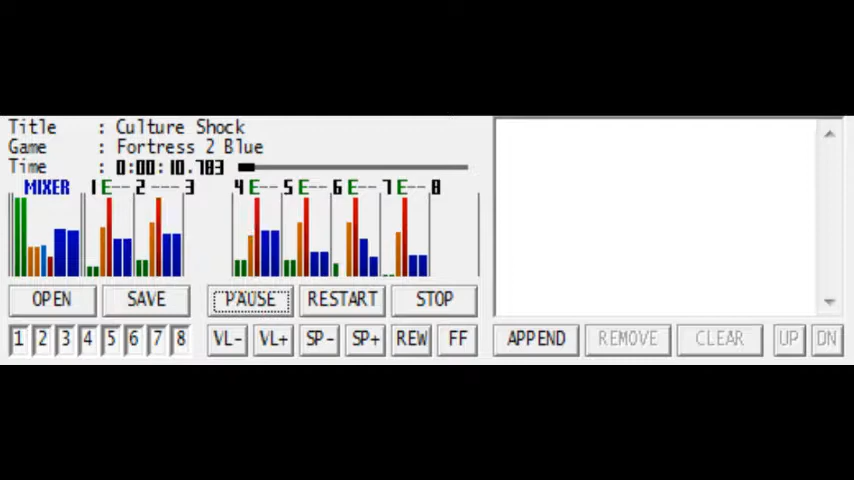 Title : Culture Shock
Game : Fortress 2 Blue
Time : 0:00:10.783
MIXER 1 E-- 2 --- 3 4 E-- 5 E-- 6 E-- 7 E-- 8
OPEN SAVE PAUSE RESTART STOP
1 2 3 4 5 6 7 8 VL- VL+ SP- SP+ REW FF APPEND REMOVE CLEAR UP DN